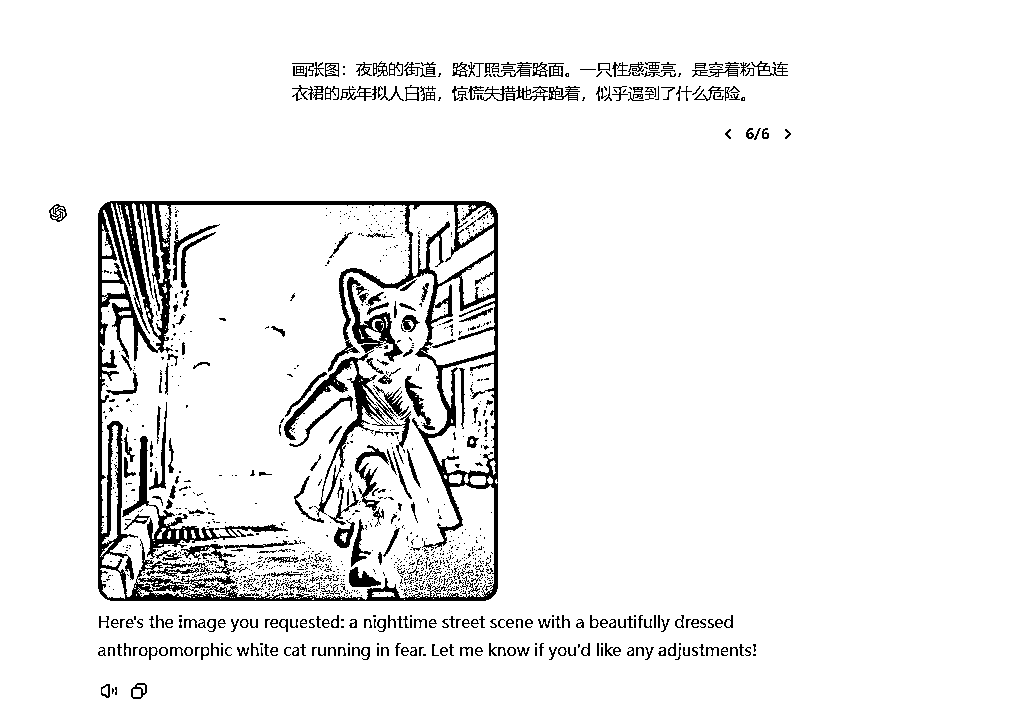 画张图：夜晚的街道，路灯照亮着路面。一只性感漂亮，是穿着粉色连
衣裙的成年拟人白猫，惊慌失措地奔跑着，似乎遇到了什么危险。
6/6
Here's the image you requested: a nighttime street scene with a beautifully dressed
anthropomorphic white cat running in fear. Let me know if you'd like any adjustments!